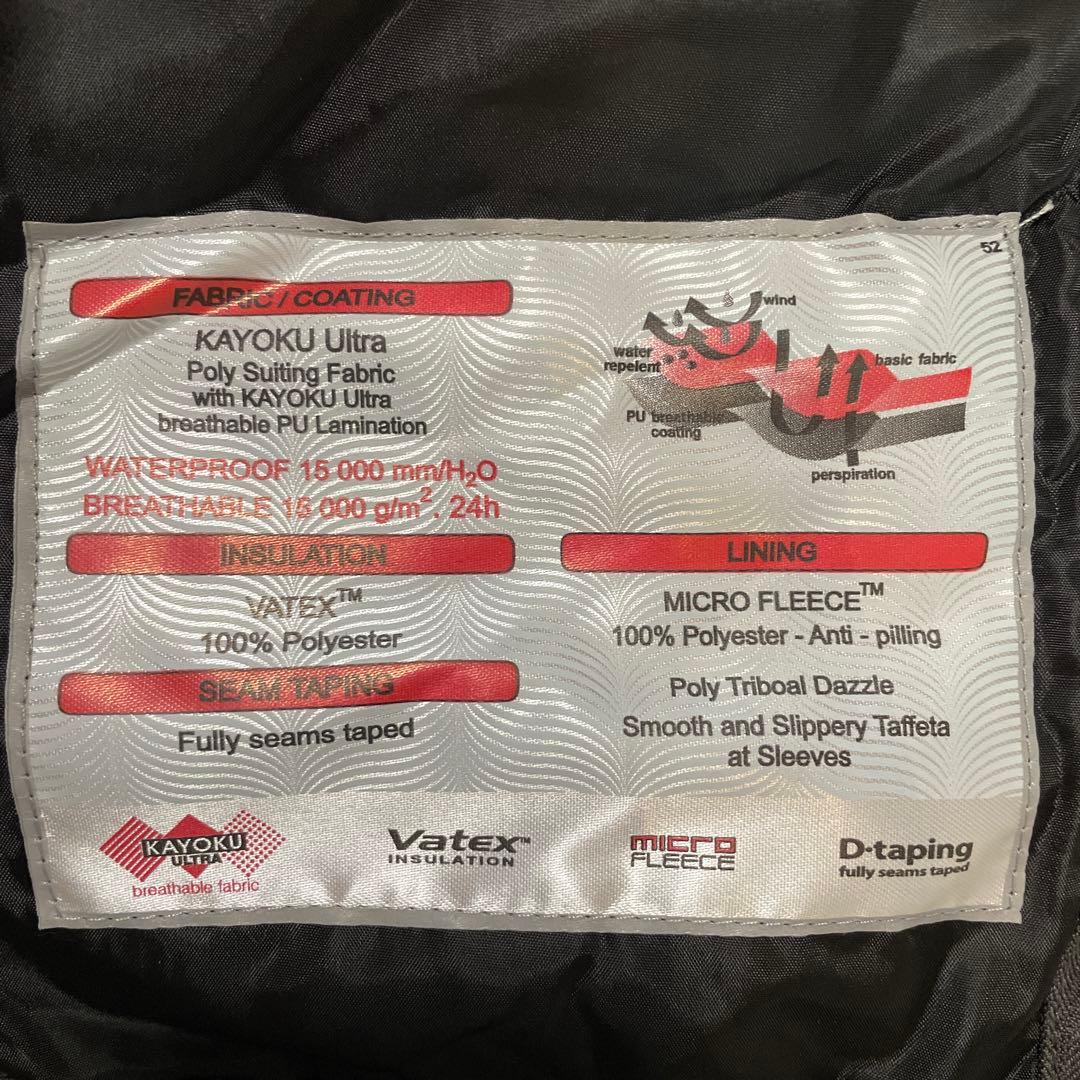 52
FABRIC / COATING
KAYOKU Ultra
Poly Suiting Fabric
with KAYOKU Ultra
breathable PU Lamination
WATERPROOF 15 000 mm/H₂O
BREATHABLE 15 000 g/m². 24h
INSULATION
VATEX™
100% Polyester
SEAM TAPING
Fully seams taped
wind
water
repelent
basic fabric
PU breathable
coating
perspiration
LINING
MICRO FLEECE™
100% Polyester - Anti - pilling
Poly Triboal Dazzle
Smooth and Slippery Taffeta
at Sleeves
KAYOKU
ULTRA
breathable fabric
Vatex™
INSULATION
micro
FLEECE
D·taping
fully seams taped